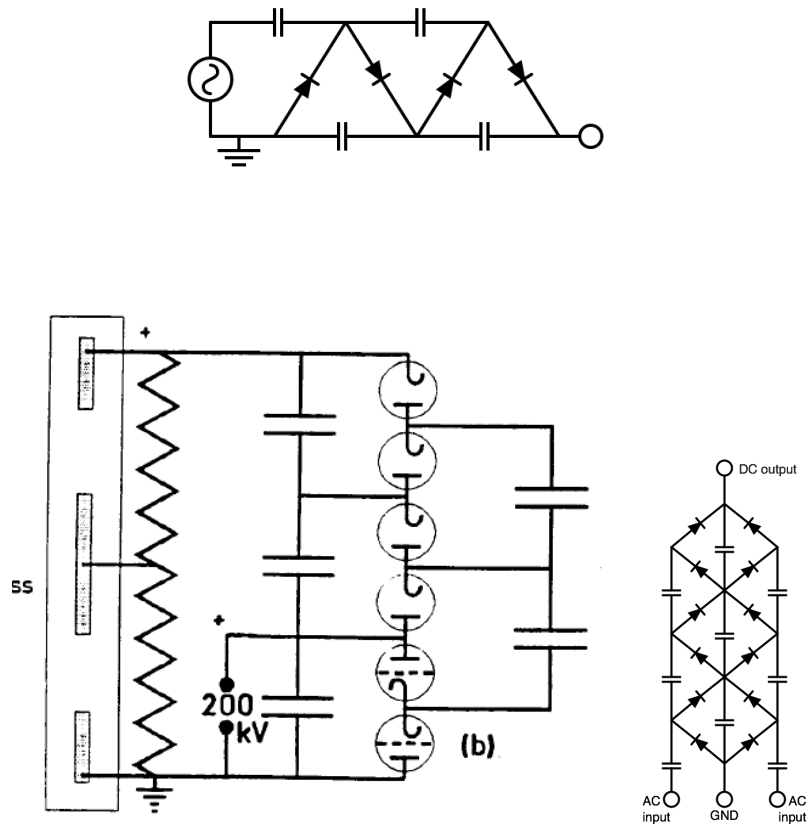 +
+
ss
200
kV
(b)
DC output
AC
input
GND
AC
input